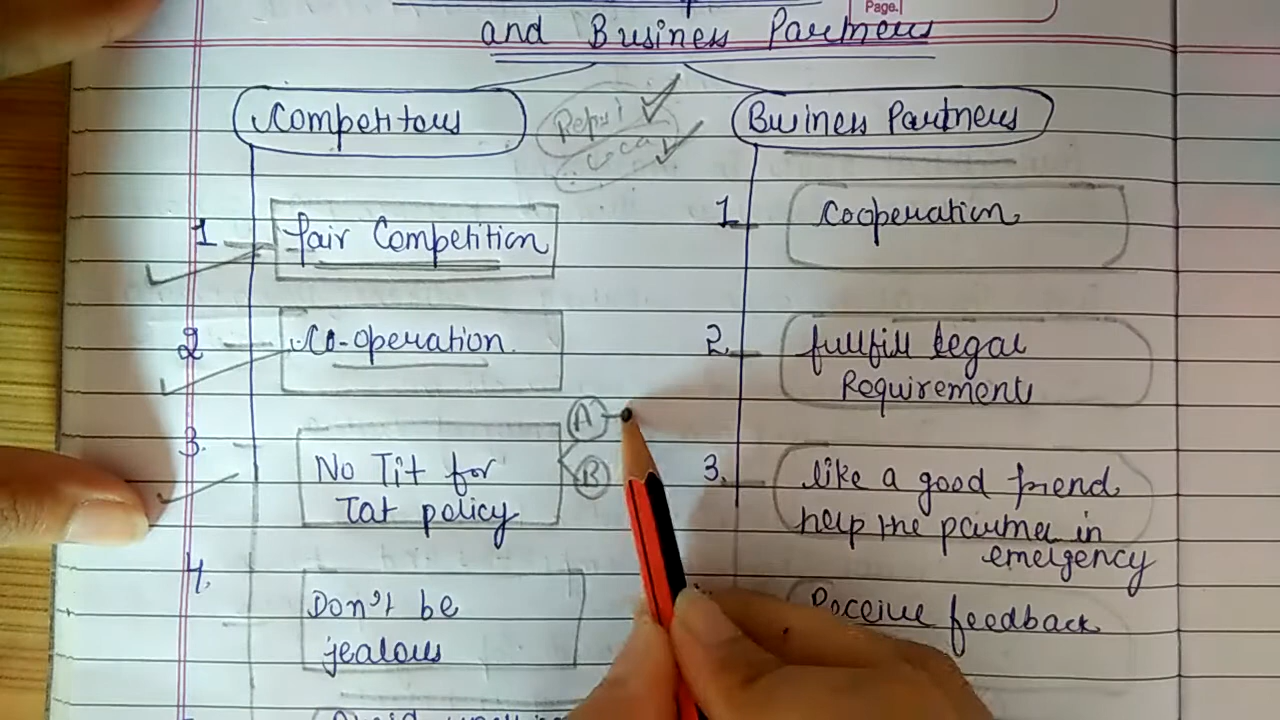 Page.
and Business Partners
Competitors
Business Partners
Pepsi
Coca
1 fair Competition
1. Cooperation
2 Co-operation
2. fullfill Legal
Requirement
A
B
3. No Tit for
Tat policy
3. like a good friend
help the partner in
emergency
4. Don't be
jealous
Receive feedback